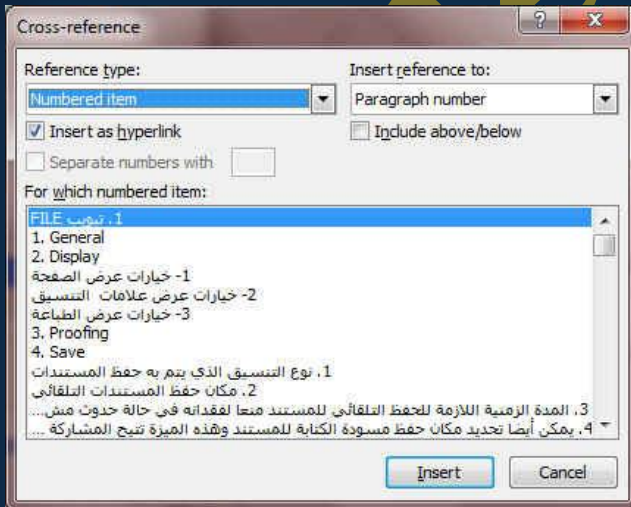 Cross-reference
Reference type:
Insert reference to:
Numbered item
Paragraph number
Insert as hyperlink
Include above/below
Separate numbers with
For which numbered item:
1. تبويب FILE
1. General
2. Display
1- خيارات عرض الصفحة
2- خيارات عرض علامات التنسيق
3- خيارات عرض الطباعة
3. Proofing
4. Save
1. نوع التنسيق الذي يتم به حفظ المستندات
2. مكان حفظ المستندات التلقائي
3. المدة الزمنية اللازمة للحفظ التلقائي للمستند منعا لفقدانه في حالة حدوث مش...
4. يمكن أيضا تحديد مكان حفظ مسودة الكتابة للمستند وهذه الميزة تتيح المشاركة ...
Insert
Cancel